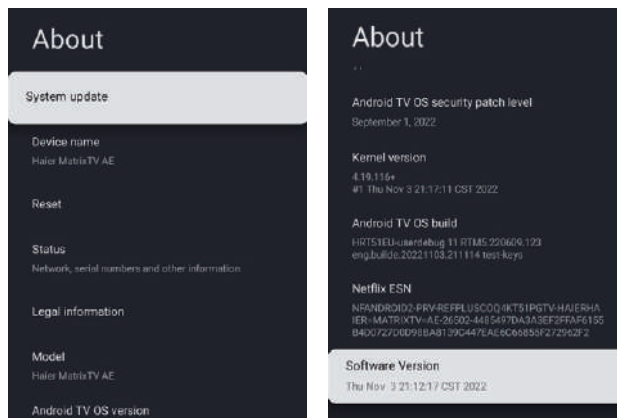 About
System update
Device name
Haier MatrixTV AE
Reset
Status
Network, serial numbers and other information
Legal information
Model
Haier MatrixTV AE
Android TV OS version
About
Android TV OS security patch level
September 1, 2022
Kernel version
4.19.116+
#1 Thu Nov 3 21:17:11 CST 2022
Android TV OS build
HRT51EU-userdebug 11 RTM5.220609.123
eng.builde.20221103.211114 test-keys
Netflix ESN
Software Version
Thu Nov 3 21:12:17 CST 2022